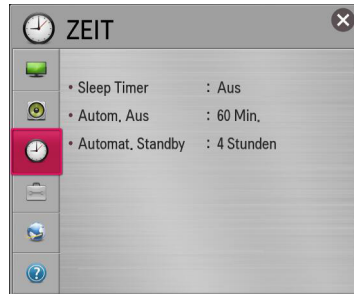 ZEIT
• Sleep Timer : Aus
• Autom. Aus : 60 Min.
• Automat. Standby : 4 Stunden